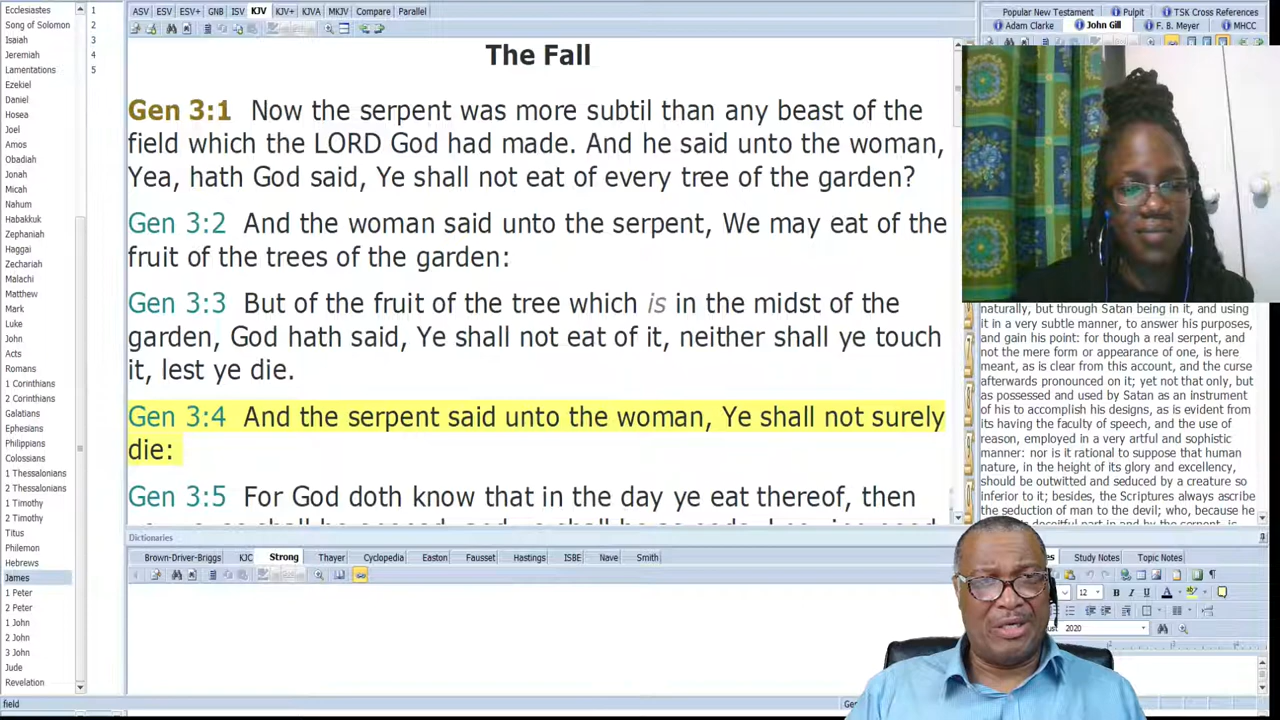 Ecclesiastes
Song of Solomon
Isaiah
Jeremiah
Lamentations
Ezekiel
Daniel
Hosea
Joel
Amos
Obadiah
Jonah
Micah
Nahum
Habakkuk
Zephaniah
Haggai
Zechariah
Malachi
Matthew
Mark
Luke
John
Acts
Romans
1 Corinthians
2 Corinthians
Galatians
Ephesians
Philippians
Colossians
1 Thessalonians
2 Thessalonians
1 Timothy
2 Timothy
Titus
Philemon
Hebrews
James
1 Peter
2 Peter
1 John
2 John
3 John
Jude
Revelation
field
1
2
3
4
5
ASV ESV ESV+ GNB ISV KJV KJV+ KJVA MKJV Compare Parallel
The Fall
Gen 3:1 Now the serpent was more subtil than any beast of the
field which the LORD God had made. And he said unto the woman,
Yea, hath God said, Ye shall not eat of every tree of the garden?
Gen 3:2 And the woman said unto the serpent, We may eat of the
fruit of the trees of the garden:
Gen 3:3 But of the fruit of the tree which is in the midst of the
garden, God hath said, Ye shall not eat of it, neither shall ye touch
it, lest ye die.
Gen 3:4 And the serpent said unto the woman, Ye shall not surely
die:
Gen 3:5 For God doth know that in the day ye eat thereof, then
Dictionaries
Brown-Driver-Briggs KJC Strong Thayer Cyclopedia Easton Fausset Hastings ISBE Nave Smith
Popular New Testament Pulpit TSK Cross References
Adam Clarke John Gill F. B. Meyer MHCC
naturally, but through Satan being in it, and using
it in a very subtle manner, to answer his purposes,
and gain his point: for though a real serpent, and
not the mere form or appearance of one, is here
meant, as is clear from this account, and the curse
afterwards pronounced on it; yet not that only, but
as possessed and used by Satan as an instrument
of his to accomplish his designs, as is evident from
its having the faculty of speech, and the use of
reason, employed in a very artful and sophistic
manner: nor is it rational to suppose that human
nature, in the height of its glory and excellency,
should be outwitted and seduced by a creature so
inferior to it; besides, the Scriptures always ascribe
the seduction of man to the devil; who, because he
Study Notes Topic Notes
12 B I U A
2020